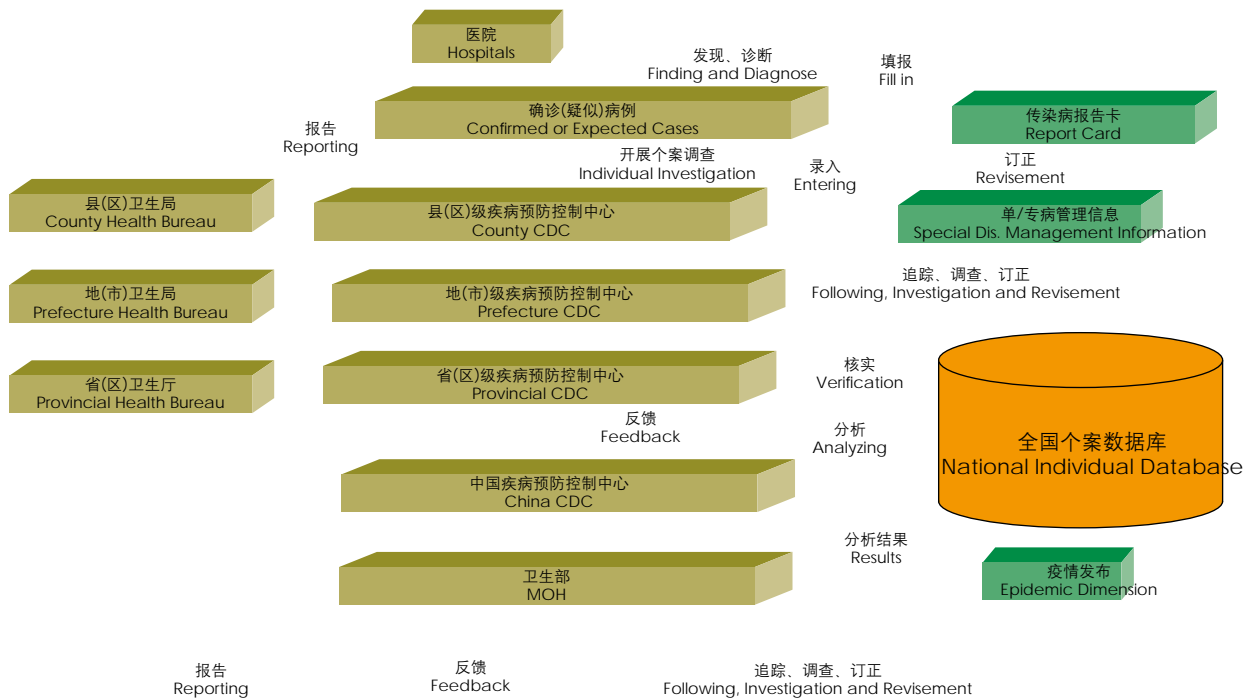 医院
Hospitals
发现、诊断
Finding and Diagnose
填报
Fill in
确诊(疑似)病例
Confirmed or Expected Cases
传染病报告卡
Report Card
报告
Reporting
开展个案调查
Individual Investigation
录入
Entering
订正
Revisement
县(区)卫生局
County Health Bureau
县(区)级疾病预防控制中心
County CDC
单/专病管理信息
Special Dis. Management Information
地(市)卫生局
Prefecture Health Bureau
地(市)级疾病预防控制中心
Prefecture CDC
追踪、调查、订正
Following, Investigation and Revisement
省(区)卫生厅
Provincial Health Bureau
省(区)级疾病预防控制中心
Provincial CDC
核实
Verification
反馈
Feedback
分析
Analyzing
全国个案数据库
National Individual Database
中国疾病预防控制中心
China CDC
分析结果
Results
卫生部
MOH
疫情发布
Epidemic Dimension
报告
Reporting
反馈
Feedback
追踪、调查、订正
Following, Investigation and Revisement